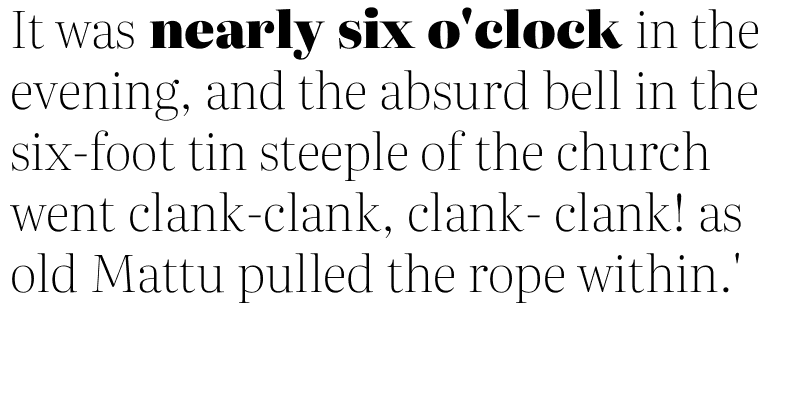 It was nearly six o'clock in the
evening, and the absurd bell in the
six-foot tin steeple of the church
went clank-clank, clank- clank! as
old Mattu pulled the rope within.'